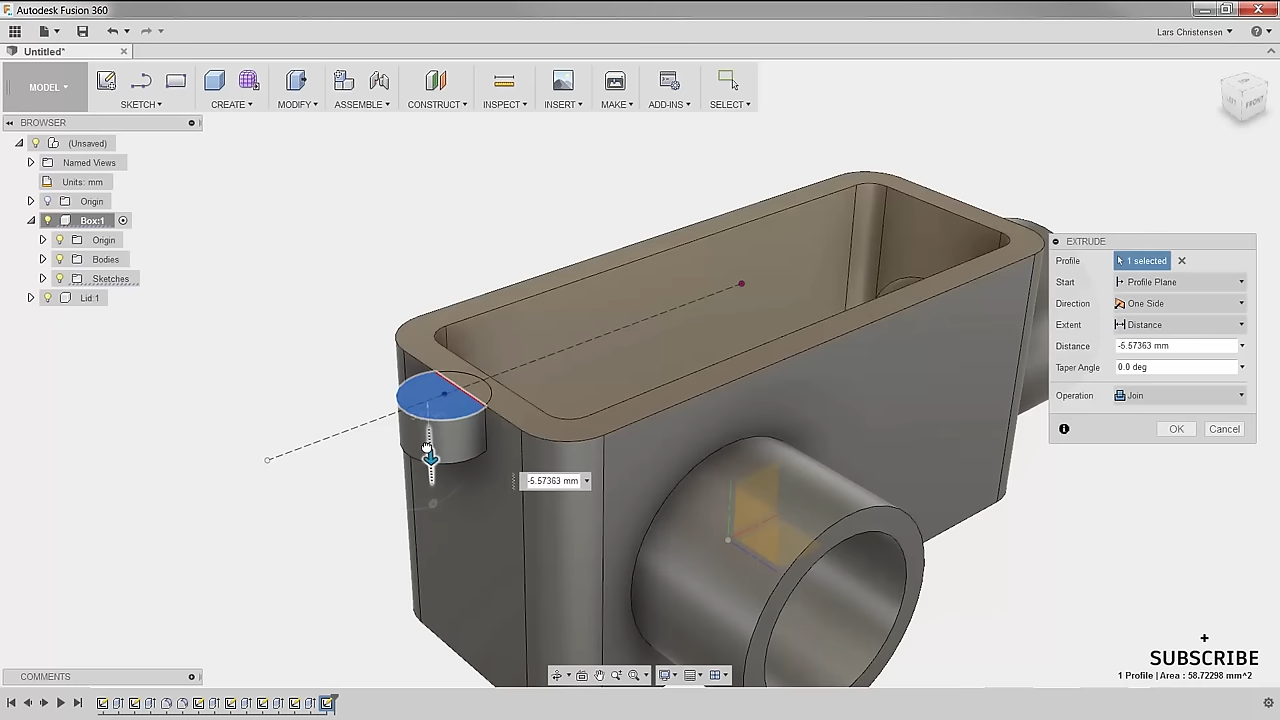 Autodesk Fusion 360
Lars Christensen
Untitled*
MODEL
SKETCH
CREATE
MODIFY
ASSEMBLE
CONSTRUCT
INSPECT
INSERT
MAKE
ADD-INS
SELECT
FRONT
BROWSER
(Unsaved)
Named Views
Units: mm
Origin
Box:1
Origin
Bodies
Sketches
Lid:1
EXTRUDE
Profile 1 selected
Start Profile Plane
Direction One Side
Extent Distance
Distance -5.57363 mm
Taper Angle 0.0 deg
Operation Join
OK Cancel
-5.57363 mm
SUBSCRIBE
1 Profile | Area : 58.72298 mm^2
COMMENTS